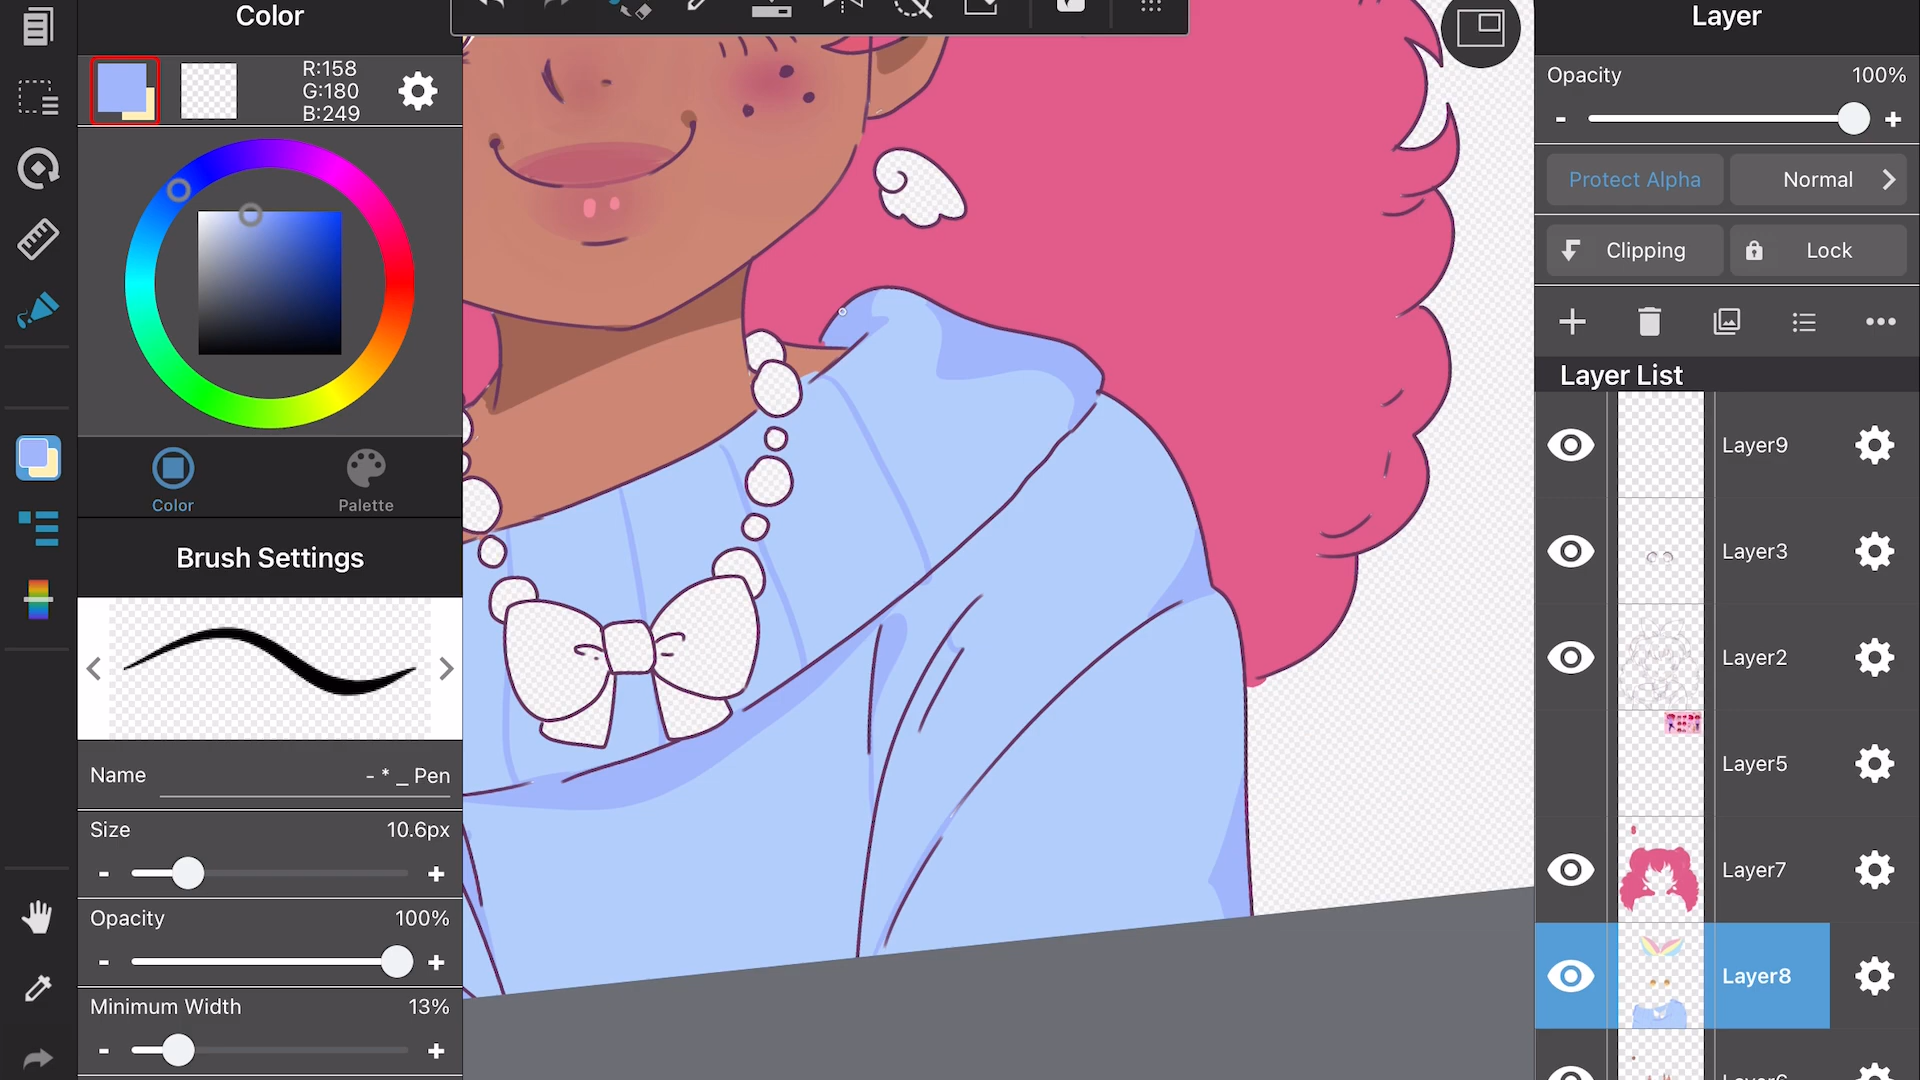 Color
R:158
G:180
B:249
Color
Palette
Brush Settings
Name
- * _ Pen
Size
10.6px
- +
Opacity
100%
- +
Minimum Width
13%
- +
Layer
Opacity
100%
- +
Protect Alpha
Normal
Clipping
Lock
Layer List
Layer9
Layer3
Layer2
Layer5
Layer7
Layer8